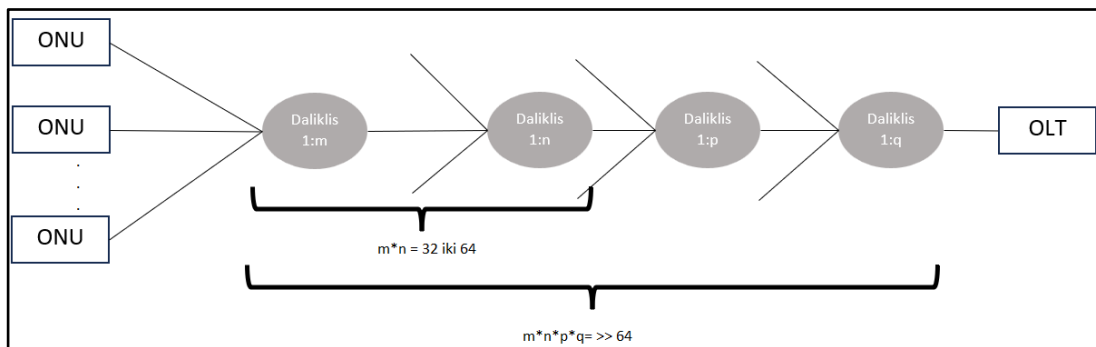 ONU
ONU
.
.
.
ONU
Daliklis
1:m
Daliklis
1:n
Daliklis
1:p
Daliklis
1:q
OLT
m*n = 32 iki 64
m*n*p*q= >> 64